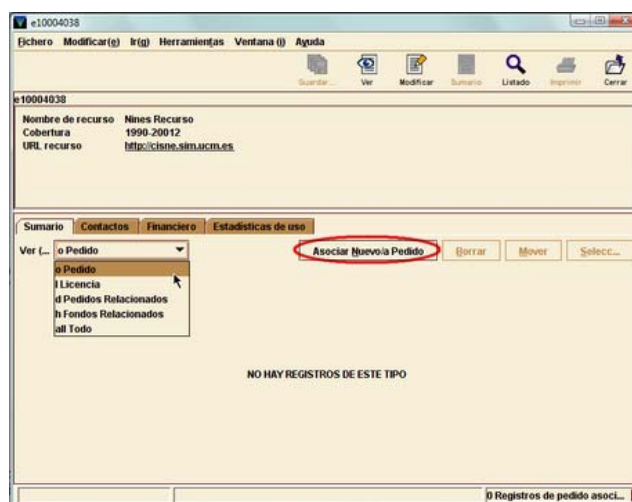 e10004038
Fichero Modificar(e) Ir(g) Herramientas Ventana (i) Ayuda
Guardar... Ver Modificar Sumario Listado Imprimir Cerrar
e10004038
Nombre de recurso Nines Recurso
Cobertura 1990-20012
URL recurso http://cisne.sim.ucm.es
Sumario Contactos Financiero Estadísticas de uso
Ver (... o Pedido Asociar Nuevo/a Pedido Borrar Mover Selecc...
o Pedido
l Licencia
d Pedidos Relacionados
h Fondos Relacionados
all Todo
NO HAY REGISTROS DE ESTE TIPO
0 Registros de pedido asoci...